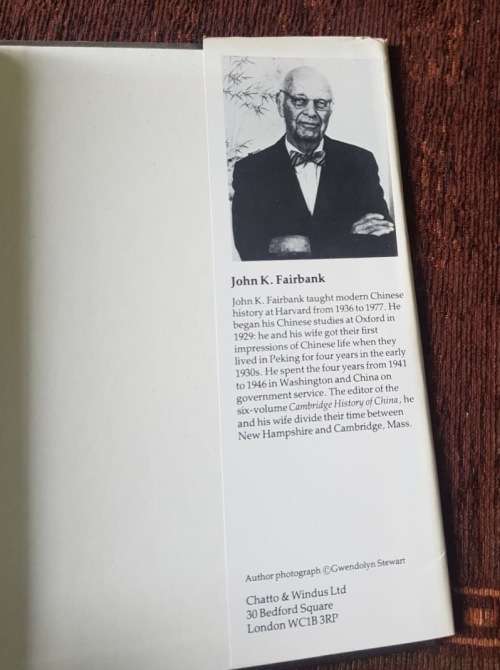 John K. Fairbank
John K. Fairbank taught modern Chinese
history at Harvard from 1936 to 1977. He
began his Chinese studies at Oxford in
1929: he and his wife got their first
impressions of Chinese life when they
lived in Peking for four years in the early
1930s. He spent the four years from 1941
to 1946 in Washington and China on
government service. The editor of the
six-volume Cambridge History of China, he
and his wife divide their time between
New Hampshire and Cambridge, Mass.
Author photograph ©Gwendolyn Stewart
Chatto & Windus Ltd
30 Bedford Square
London WC1B 3RP